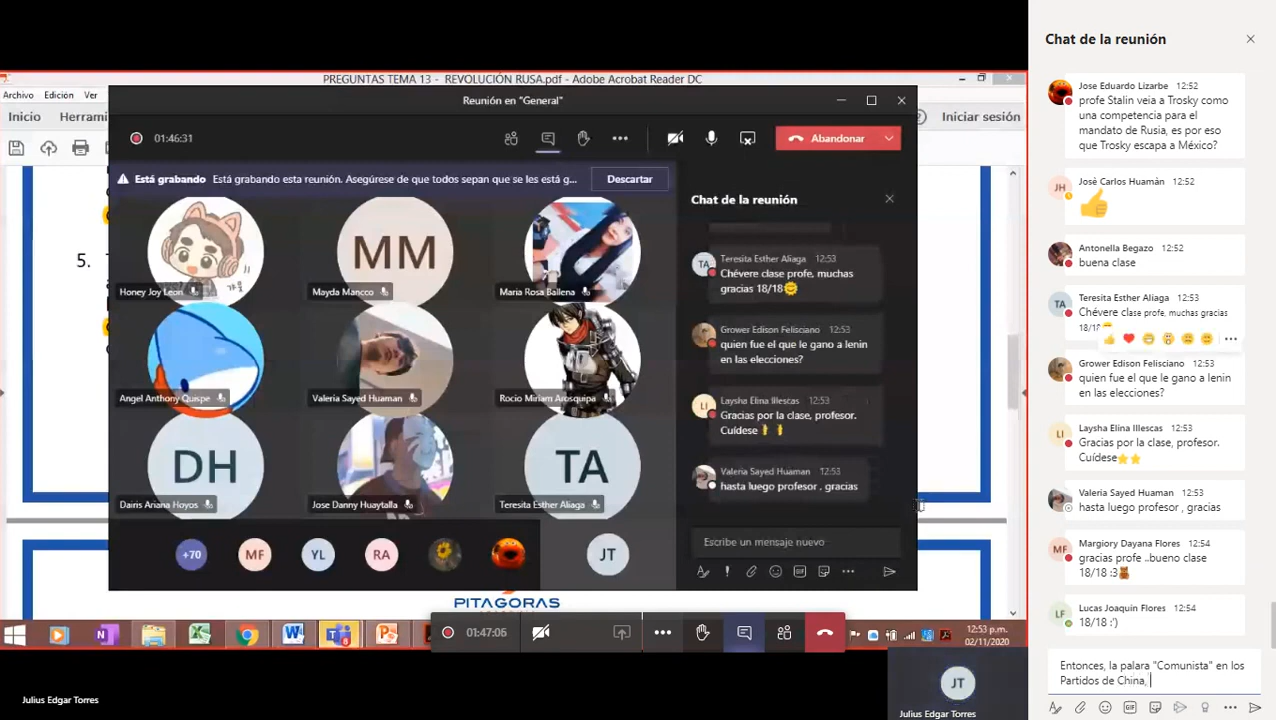 PREGUNTAS TEMA 13 - REVOLUCIÓN RUSA.pdf - Adobe Acrobat Reader DC
Archivo Edición Ver
Inicio Herrami
Iniciar sesión
5.
Reunión en "General"
01:46:31
Abandonar
Está grabando Está grabando esta reunión. Asegúrese de que todos sepan que se les está g...
Descartar
Honey Joy Leon
MM
Mayda Mancco
Maria Rosa Ballena
Angel Anthony Quispe
Valeria Sayed Huaman
Rocio Miriam Arosquipa
DH
Dairis Ariana Hoyos
Jose Danny Huaytalla
TA
Teresita Esther Aliaga
+70
MF
YL
RA
JT
Chat de la reunión
TA
Teresita Esther Aliaga 12:53
Chévere clase profe, muchas
gracias 18/18
Grower Edison Felisciano 12:53
quien fue el que le gano a lenin
en las elecciones?
LI
Laysha Elina Illescas 12:53
Gracias por la clase, profesor.
Cuídese
Valeria Sayed Huaman 12:53
hasta luego profesor , gracias
Escribe un mensaje nuevo
PITAGORAS
01:47:06
12:53 p.m.
02/11/2020
Julius Edgar Torres
JT
Julius Edgar Torres
Chat de la reunión
Jose Eduardo Lizarbe 12:52
profe Stalin veia a Trosky como
una competencia para el
mandato de Rusia, es por eso
que Trosky escapa a
México?
JH
Josè Carlos Huamàn 12:52
Antonella Begazo 12:52
buena clase
TA
Teresita Esther Aliaga 12:53
Chévere clase profe, muchas gracias
18/18
Grower Edison Felisciano 12:53
quien fue el que le gano a lenin
en las elecciones?
LI
Laysha Elina Illescas 12:53
Gracias por la clase, profesor.
Cuídese
Valeria Sayed Huaman 12:53
hasta luego profesor , gracias
MF
Margiory Dayana Flores 12:54
gracias profe ..bueno clase
18/18 :3
LF
Lucas Joaquin Flores 12:54
18/18 :')
Entonces, la palara "Comunista" en los
Partidos de China,